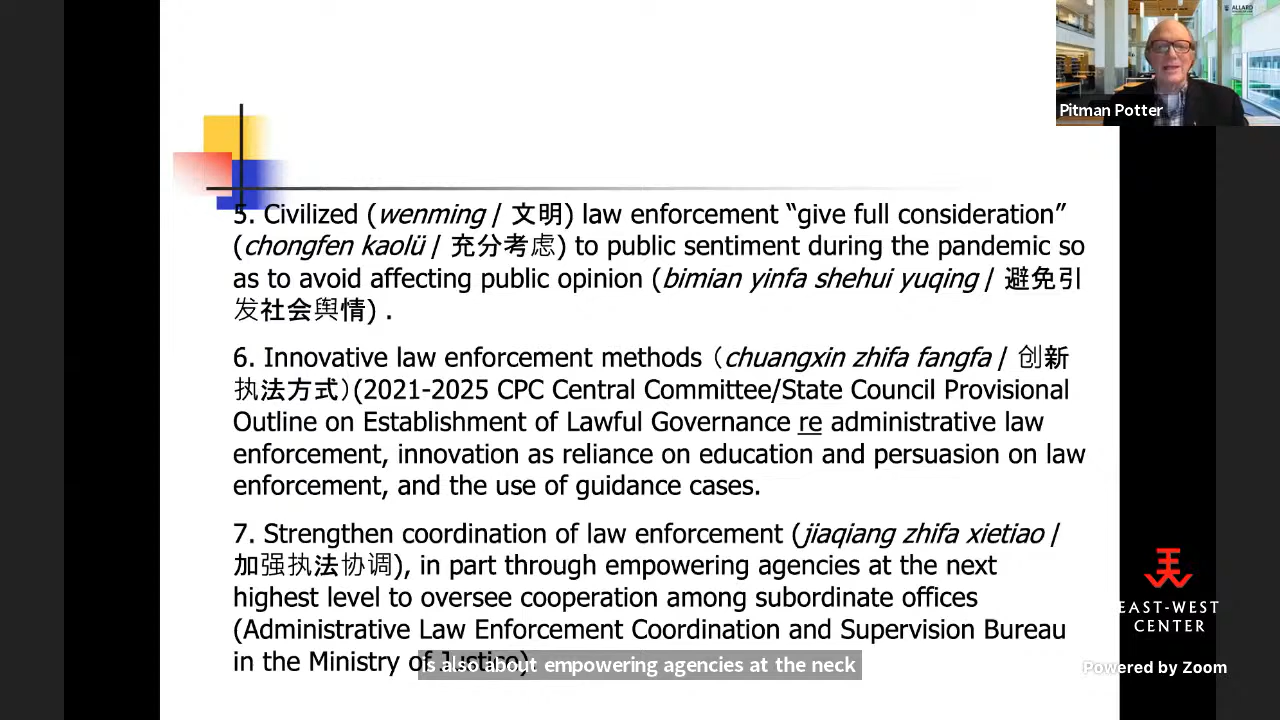 ALLARD
Pitman Potter
5. Civilized (wenming / 文明) law enforcement “give full consideration”
(chongfen kaolü / 充分考虑) to public sentiment during the pandemic so
as to avoid affecting public opinion (bimian yinfa shehui yuqing / 避免引
发社会舆情) .
6. Innovative law enforcement methods（chuangxin zhifa fangfa / 创新
执法方式）(2021-2025 CPC Central Committee/State Council Provisional
Outline on Establishment of Lawful Governance re administrative law
enforcement, innovation as reliance on education and persuasion on law
enforcement, and the use of guidance cases.
7. Strengthen coordination of law enforcement (jiaqiang zhifa xietiao /
加强执法协调), in part through empowering agencies at the next
highest level to oversee cooperation among subordinate offices
(Administrative Law Enforcement Coordination and Supervision Bureau
in the Ministry of Justice)
is also about empowering agencies at the neck
EAST-WEST
CENTER
Powered by Zoom